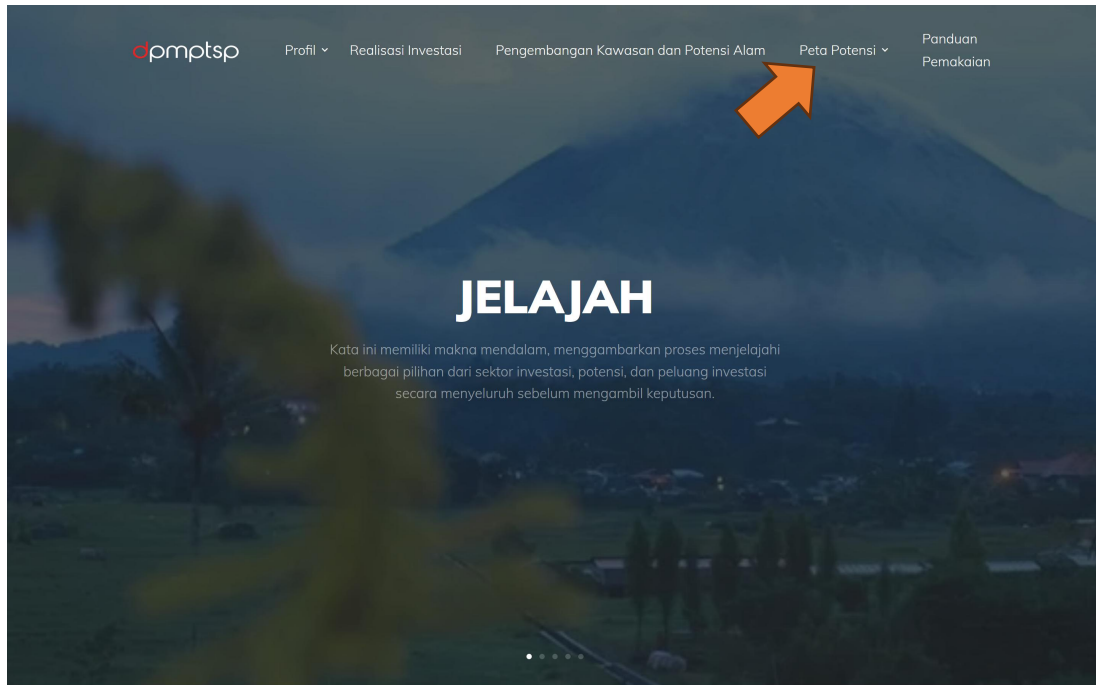 dpmptsp
Profil
Realisasi Investasi
Pengembangan Kawasan dan Potensi Alam
Peta Potensi
Panduan
Pemakaian
JELAJAH
Kata ini memiliki makna mendalam, menggambarkan proses menjelajahi
berbagai pilihan dari sektor investasi, potensi, dan peluang investasi
secara menyeluruh sebelum mengambil keputusan.